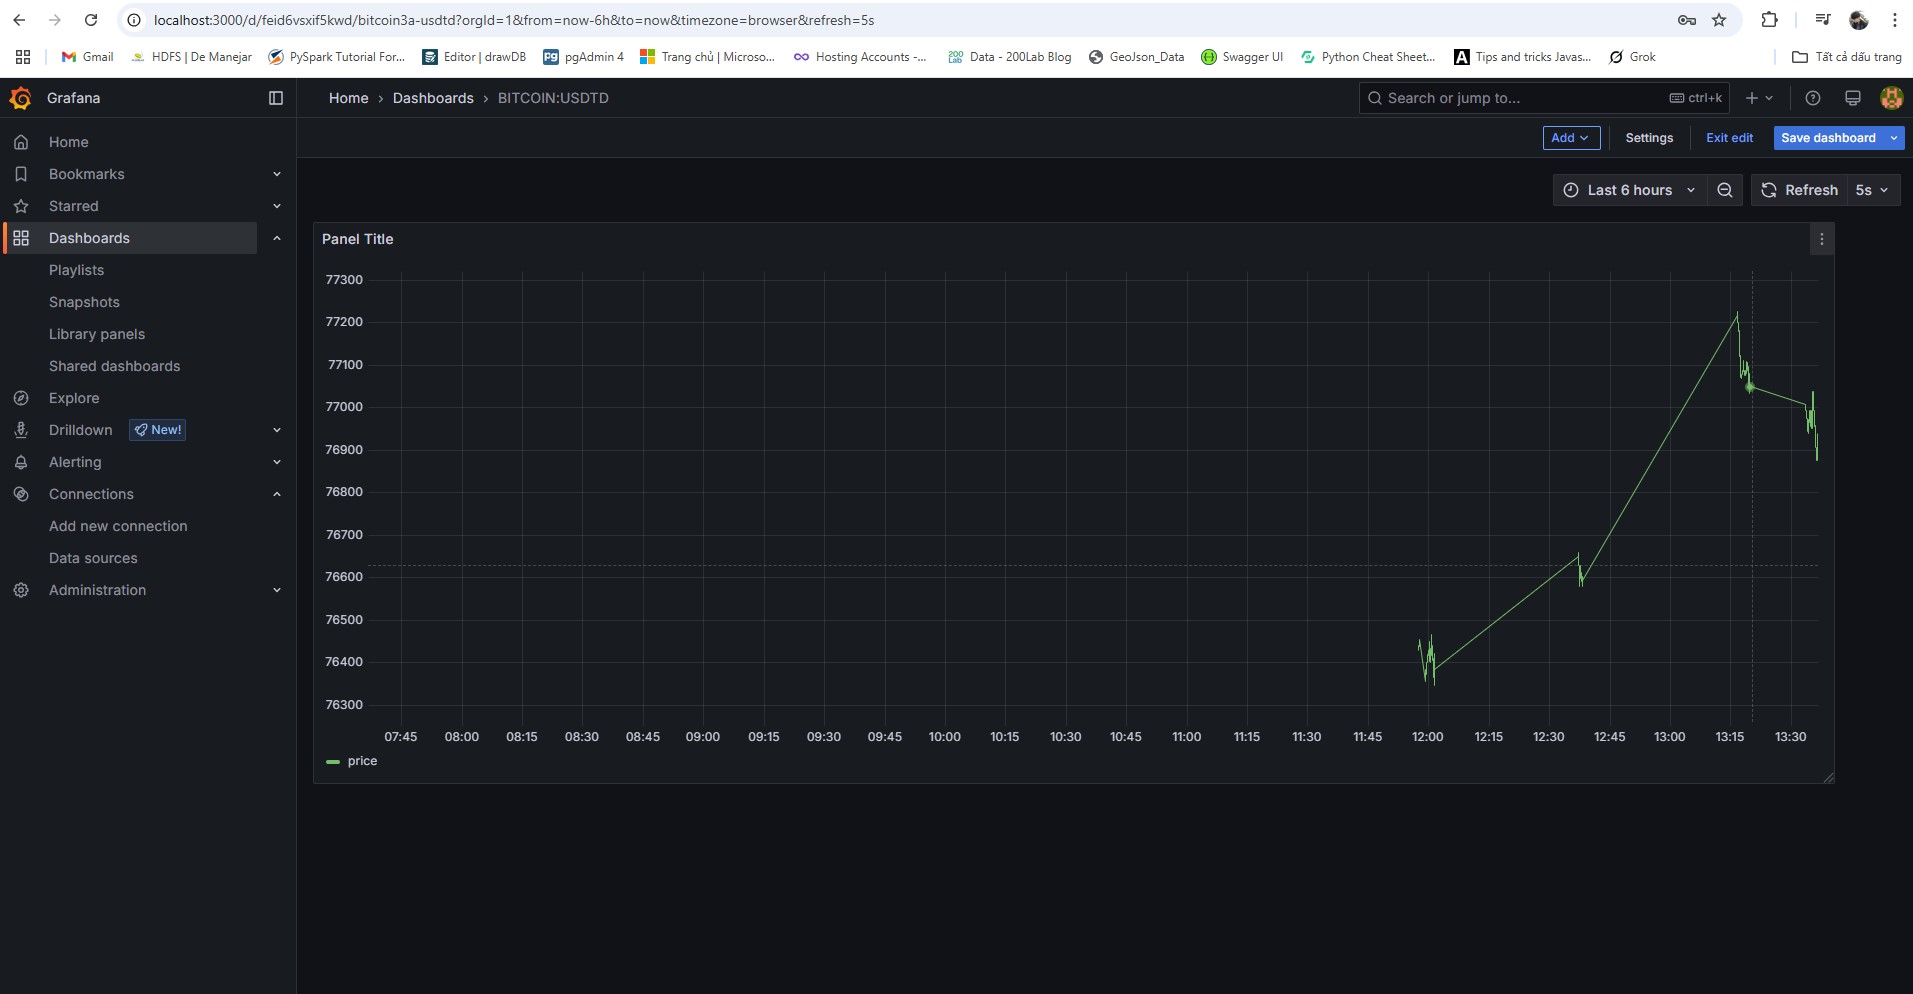 localhost:3000/d/feid6vsxif5kwd/bitcoin3a-usdtd?orgId=1&from=now-6h&to=now&timezone=browser&refresh=5s
Gmail HDFS | De Manejar PySpark Tutorial For... Editor | drawDB pgAdmin 4 Trang chủ | Microso... Hosting Accounts -... Data - 200Lab Blog GeoJson_Data Swagger UI Python Cheat Sheet... Tips and tricks Javas... Grok Tất cả dấu trang
Grafana
Home › Dashboards › BITCOIN:USDTD
Search or jump to... ctrl+k
Add Settings Exit edit Save dashboard
Last 6 hours Refresh 5s
Home
Bookmarks
Starred
Dashboards
Playlists
Snapshots
Library panels
Shared dashboards
Explore
Drilldown New!
Alerting
Connections
Add new connection
Data sources
Administration
Panel Title
77300
77200
77100
77000
76900
76800
76700
76600
76500
76400
76300
07:45 08:00 08:15 08:30 08:45 09:00 09:15 09:30 09:45 10:00 10:15 10:30 10:45 11:00 11:15 11:30 11:45 12:00 12:15 12:30 12:45 13:00 13:15 13:30
price